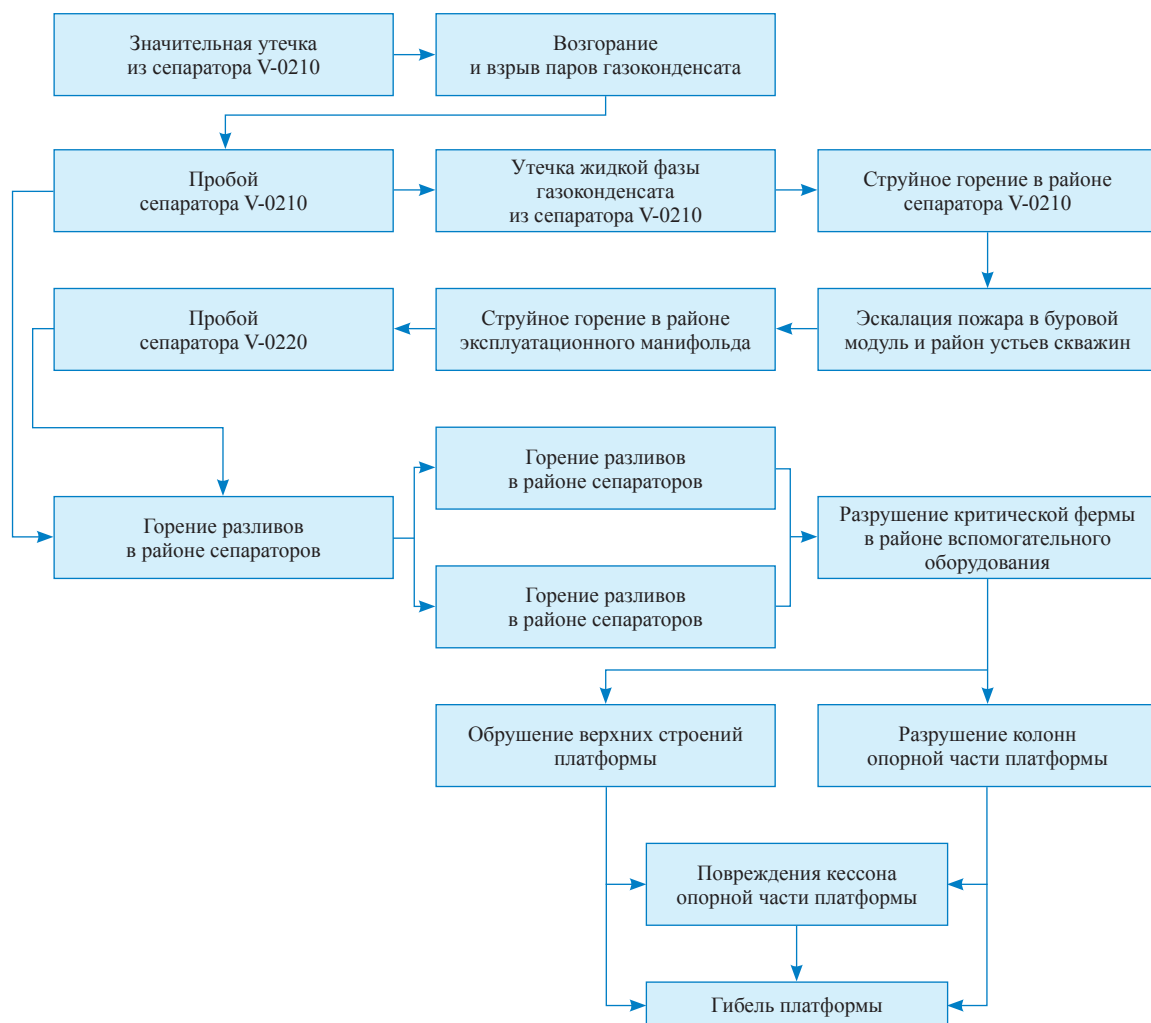 Значительная утечка
из сепаратора V-0210
Возгорание
и взрыв паров газоконденсата
Пробой
сепаратора V-0210
Утечка жидкой фазы
газоконденсата
из сепаратора V-0210
Струйное горение в районе
сепаратора V-0210
Пробой
сепаратора V-0220
Струйное горение в районе
эксплуатационного манифольда
Эскалация пожара в буровой
модуль и район устьев скважин
Горение разливов
в районе сепараторов
Горение разливов
в районе сепараторов
Горение разливов
в районе сепараторов
Разрушение критической фермы
в районе вспомогательного
оборудования
Обрушение верхних строений
платформы
Разрушение колонн
опорной части платформы
Повреждения кессона
опорной части платформы
Гибель платформы